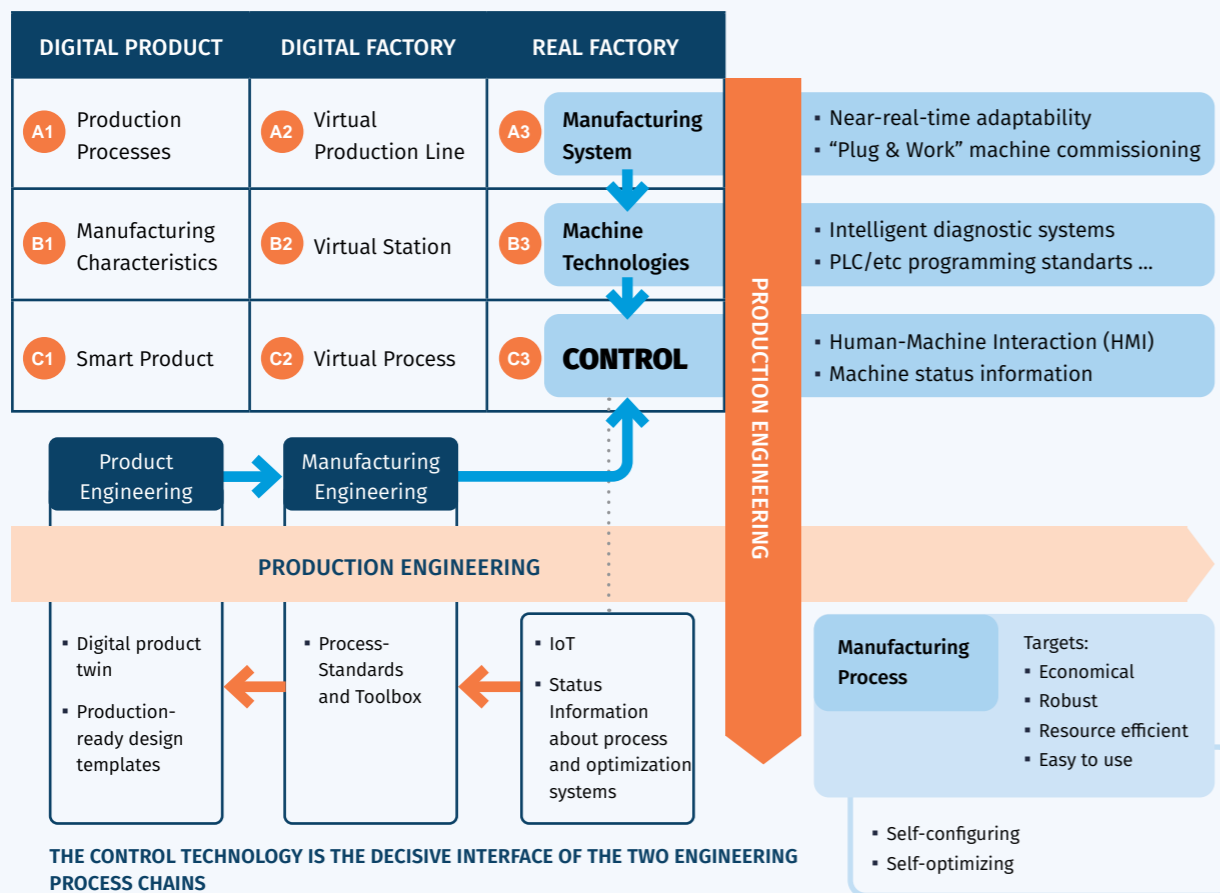 DIGITAL PRODUCT
DIGITAL FACTORY
REAL FACTORY
A1
Production
Processes
A2
Virtual
Production Line
A3
Manufacturing
System
▪ Near-real-time adaptability
▪ “Plug & Work” machine commissioning
B1
Manufacturing
Characteristics
B2
Virtual Station
B3
Machine
Technologies
▪ Intelligent diagnostic systems
▪ PLC/etc programming standarts ...
C1
Smart Product
C2
Virtual Process
C3
CONTROL
▪ Human-Machine Interaction (HMI)
▪ Machine status information
PRODUCTION ENGINEERING
Product
Engineering
Manufacturing
Engineering
PRODUCTION ENGINEERING
▪ Digital product
twin
▪ Production-
ready design
templates
▪ Process-
Standards
and Toolbox
▪ IoT
▪ Status
Information
about process
and optimization
systems
Manufacturing
Process
Targets:
▪ Economical
▪ Robust
▪ Resource efficient
▪ Easy to use
▪ Self-configuring
▪ Self-optimizing
THE CONTROL TECHNOLOGY IS THE DECISIVE INTERFACE OF THE TWO ENGINEERING
PROCESS CHAINS